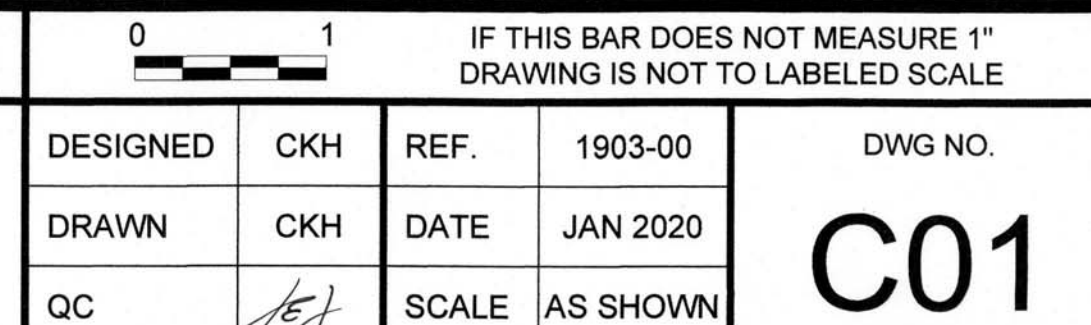 0 1 IF THIS BAR DOES NOT MEASURE 1"
DRAWING IS NOT TO LABELED SCALE
DESIGNED CKH REF. 1903-00 DWG NO.
DRAWN CKH DATE JAN 2020 C01
QC SCALE AS SHOWN